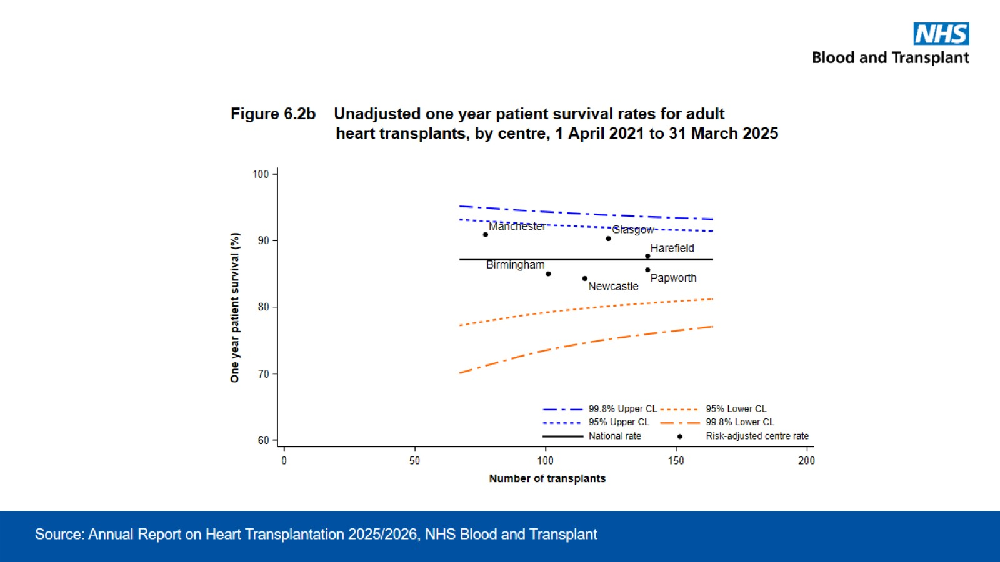 NHS
Blood and Transplant
Figure 6.2b Unadjusted one year patient survival rates for adult
heart transplants, by centre, 1 April 2021 to 31 March 2025
100
90
80
70
60
One year patient survival (%)
Manchester
Glasgow
Harefield
Birmingham
Papworth
Newcastle
99.8% Upper CL
95% Lower CL
95% Upper CL
99.8% Lower CL
National rate
Risk-adjusted centre rate
0 50 100 150 200
Number of transplants
Source: Annual Report on Heart Transplantation 2025/2026, NHS Blood and Transplant